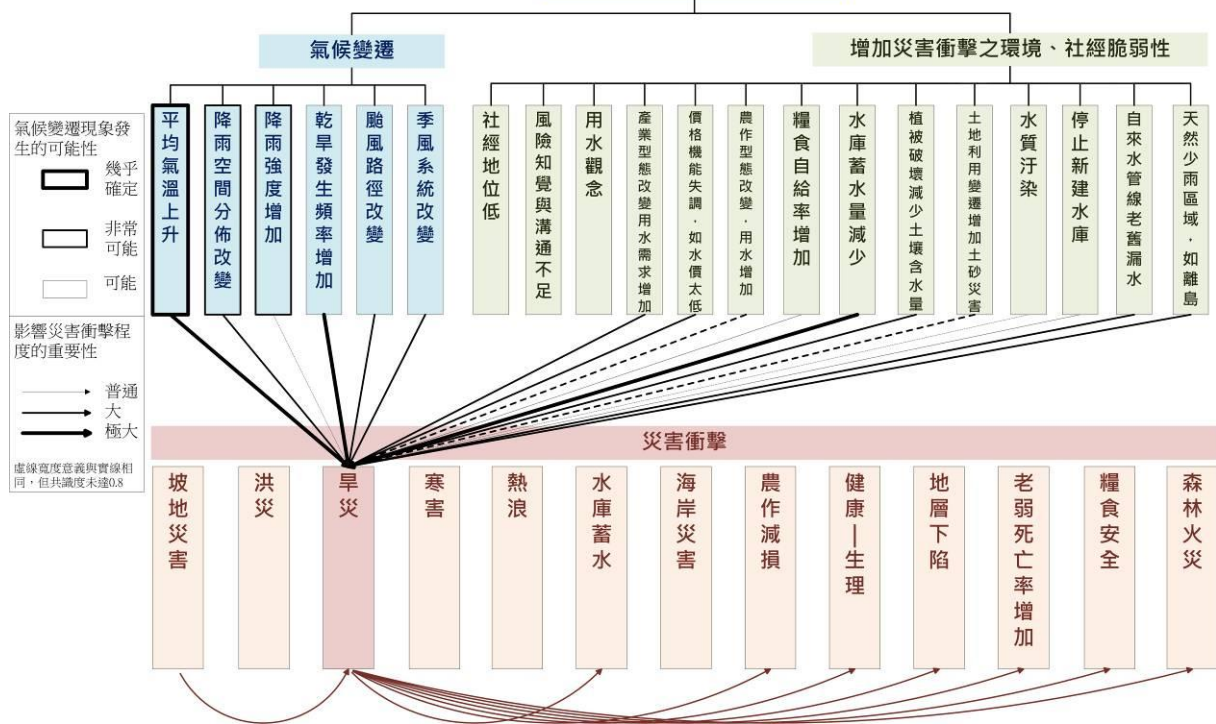 氣候變遷
增加災害衝擊之環境、社經脆弱性
氣候變遷現象發
生的可能性
幾乎
確定
非常
可能
可能
影響災害衝擊程
度的重要性
普通
大
極大
虛線寬度意義與實線相
同，但共識度未達0.8
平均氣溫上升
降雨空間分佈改變
降雨強度增加
乾旱發生頻率增加
颱風路徑改變
季風系統改變
社經地位低
風險知覺與溝通不足
用水觀念
產業型態改變用水需求增加
價格機能失調，如水價太低
農作型態改變，用水增加
糧食自給率增加
水庫蓄水量減少
植被破壞減少土壤含水量
土地利用變遷增加土砂災害
水質汙染
停止新建水庫
自來水管線老舊漏水
天然少雨區域，如離島
災害衝擊
坡地災害
洪災
旱災
寒害
熱浪
水庫蓄水
海岸災害
農作減損
健康—生理
地層下陷
老弱死亡率增加
糧食安全
森林火災